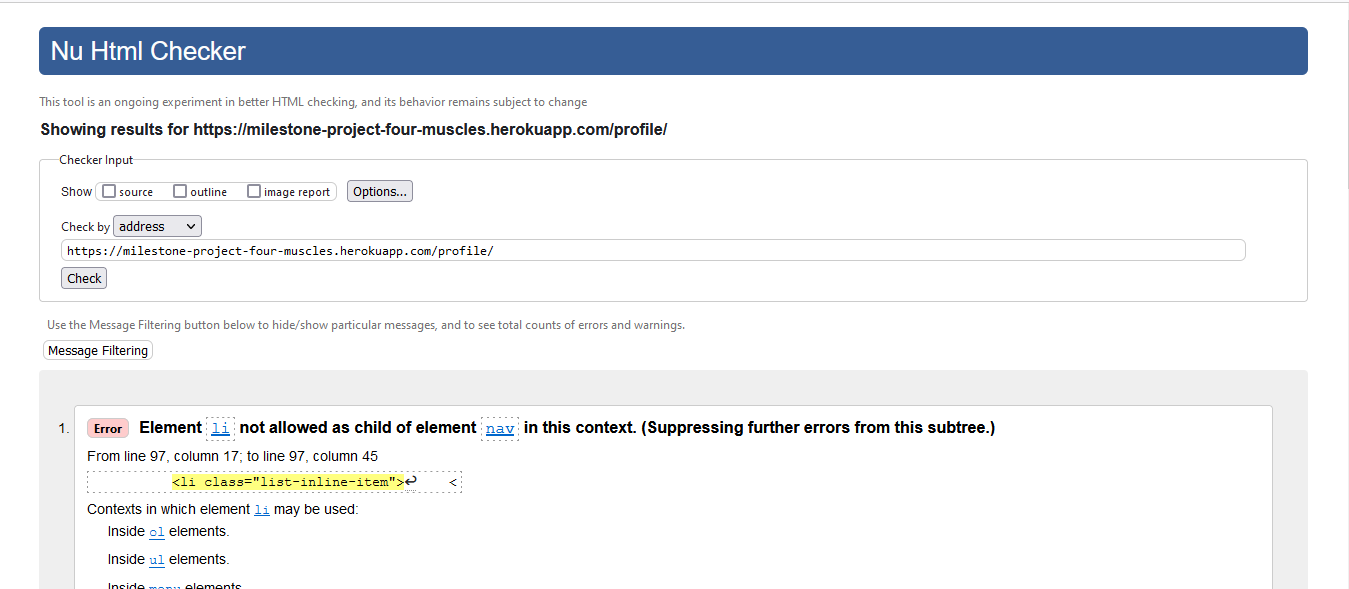 Nu Html Checker
This tool is an ongoing experiment in better HTML checking, and its behavior remains subject to change
Showing results for https://milestone-project-four-muscles.herokuapp.com/profile/
Checker Input
Show source outline image report Options...
Check by address
https://milestone-project-four-muscles.herokuapp.com/profile/
Check
Use the Message Filtering button below to hide/show particular messages, and to see total counts of errors and warnings.
Message Filtering
1. Error Element li not allowed as child of element nav in this context. (Suppressing further errors from this subtree.)
From line 97, column 17; to line 97, column 45
<li class="list-inline-item">↩ <
Contexts in which element li may be used:
Inside ol elements.
Inside ul elements.
Inside menu elements.